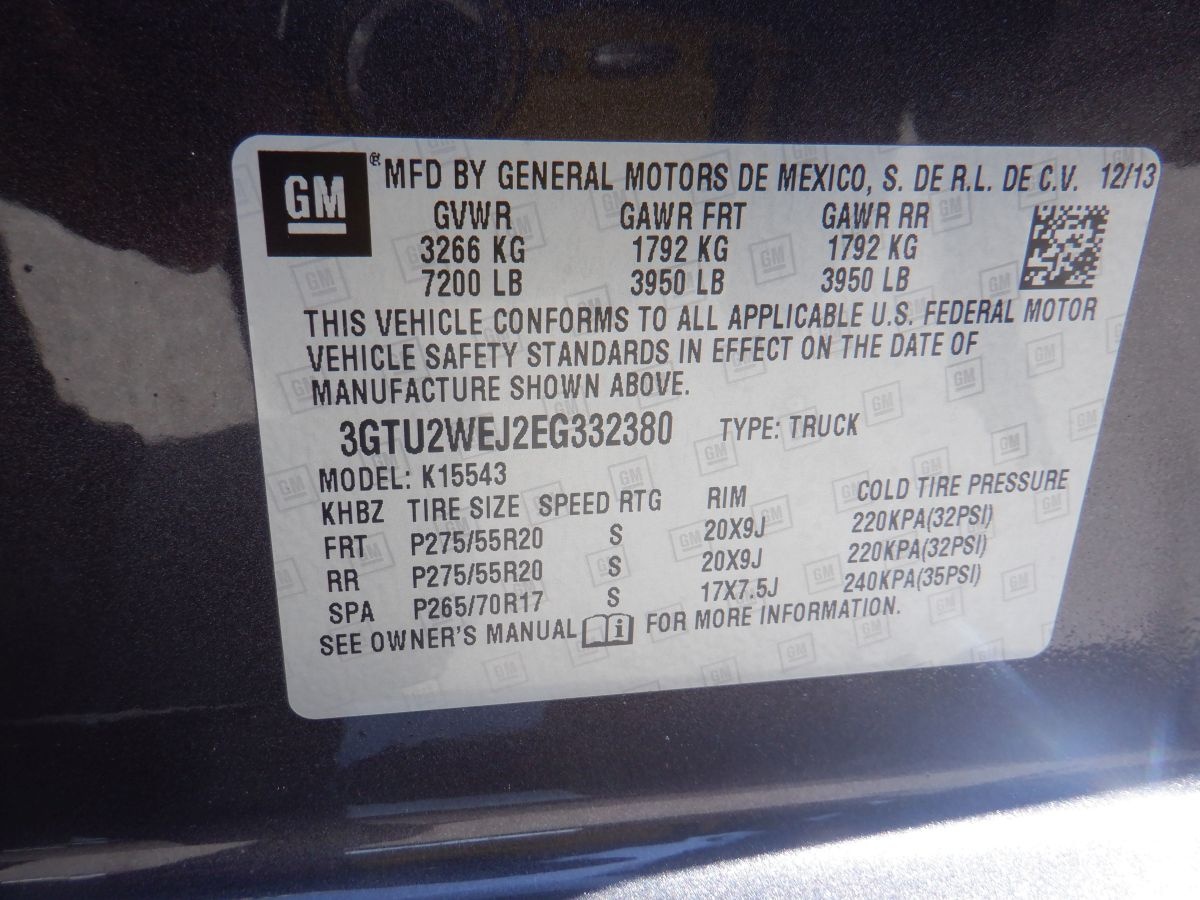 GM ® MFD BY GENERAL MOTORS DE MEXICO, S. DE R.L. DE C.V. 12/13
GVWR GAWR FRT GAWR RR
3266 KG 1792 KG 1792 KG
7200 LB 3950 LB 3950 LB
THIS VEHICLE CONFORMS TO ALL APPLICABLE U.S. FEDERAL MOTOR
VEHICLE SAFETY STANDARDS IN EFFECT ON THE DATE OF
MANUFACTURE SHOWN ABOVE.
3GTU2WEJ2EG332380 TYPE: TRUCK
MODEL: K15543
KHBZ TIRE SIZE SPEED RTG RIM COLD TIRE PRESSURE
FRT P275/55R20 S 20X9J 220KPA(32PSI)
RR P275/55R20 S 20X9J 220KPA(32PSI)
SPA P265/70R17 S 17X7.5J 240KPA(35PSI)
SEE OWNER'S MANUAL i FOR MORE INFORMATION.